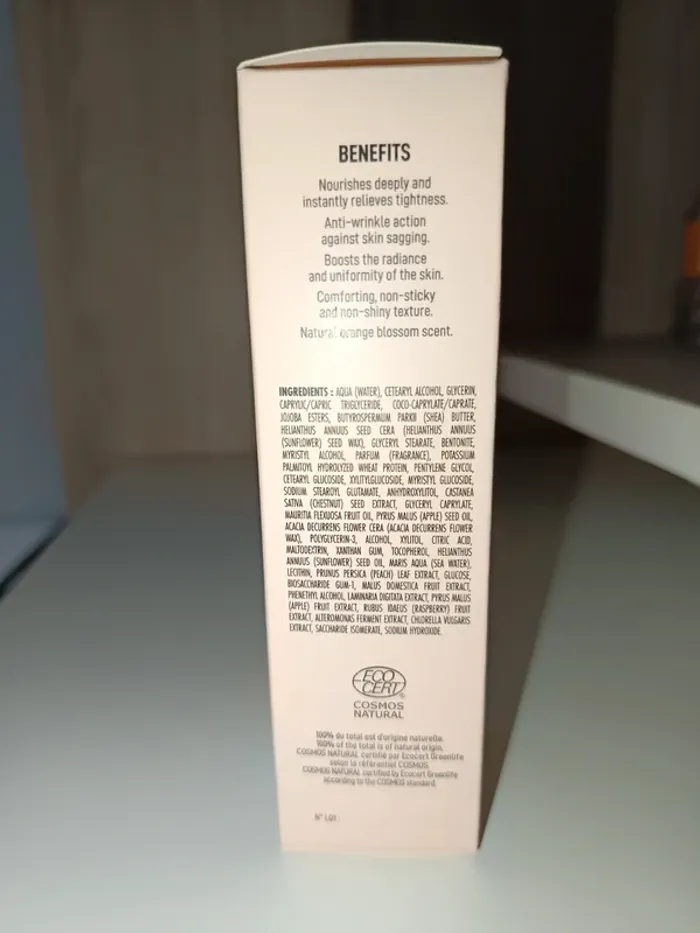 BENEFITS
Nourishes deeply and
instantly relieves tightness.
Anti-wrinkle action
against skin sagging.
Boosts the radiance
and uniformity of the skin.
Comforting, non-sticky
and non-shiny texture.
Natural orange blossom scent.
INGREDIENTS : AQUA (WATER), CETEARYL ALCOHOL, GLYCERIN,
CAPRYLIC/CAPRIC TRIGLYCERIDE, COCO-CAPRYLATE/CAPRATE,
JOJOBA ESTERS, BUTYROSPERMUM PARKII (SHEA) BUTTER,
HELIANTHUS ANNUUS SEED CERA (HELIANTHUS ANNUUS
(SUNFLOWER) SEED WAX), GLYCERYL STEARATE, BENTONITE,
MYRISTYL ALCOHOL, PARFUM (FRAGRANCE), POTASSIUM
PALMITOYL HYDROLYZED WHEAT PROTEIN, PENTYLENE GLYCOL,
CETEARYL GLUCOSIDE, XYLITYLGLUCOSIDE, MYRISTYL GLUCOSIDE,
SODIUM STEAROYL GLUTAMATE, ANHYDROXYLITOL, CASTANEA
SATIVA (CHESTNUT) SEED EXTRACT, GLYCERYL CAPRYLATE,
MAURITIA FLEXUOSA FRUIT OIL, PYRUS MALUS (APPLE) SEED OIL,
ACACIA DECURRENS FLOWER CERA (ACACIA DECURRENS FLOWER
WAX), POLYGLYCERIN-3, ALCOHOL, XYLITOL, CITRIC ACID,
MALTODEXTRIN, XANTHAN GUM, TOCOPHEROL, HELIANTHUS
ANNUUS (SUNFLOWER) SEED OIL, MARIS AQUA (SEA WATER),
LECITHIN, PRUNUS PERSICA (PEACH) LEAF EXTRACT, GLUCOSE,
BIOSACCHARIDE GUM-1, MALUS DOMESTICA FRUIT EXTRACT,
PHENETHYL ALCOHOL, LAMINARIA DIGITATA EXTRACT, PYRUS MALUS
(APPLE) FRUIT EXTRACT, RUBUS IDAEUS (RASPBERRY) FRUIT
EXTRACT, ALTEROMONAS FERMENT EXTRACT, CHLORELLA VULGARIS
EXTRACT, SACCHARIDE ISOMERATE, SODIUM HYDROXIDE.
ECO
CERT
COSMOS
NATURAL
100% du total est d'origine naturelle.
100% of the total is of natural origin.
COSMOS NATURAL certifié par Ecocert Greenlife
selon le référentiel COSMOS.
COSMOS NATURAL certified by Ecocert Greenlife
according to the COSMOS standard.